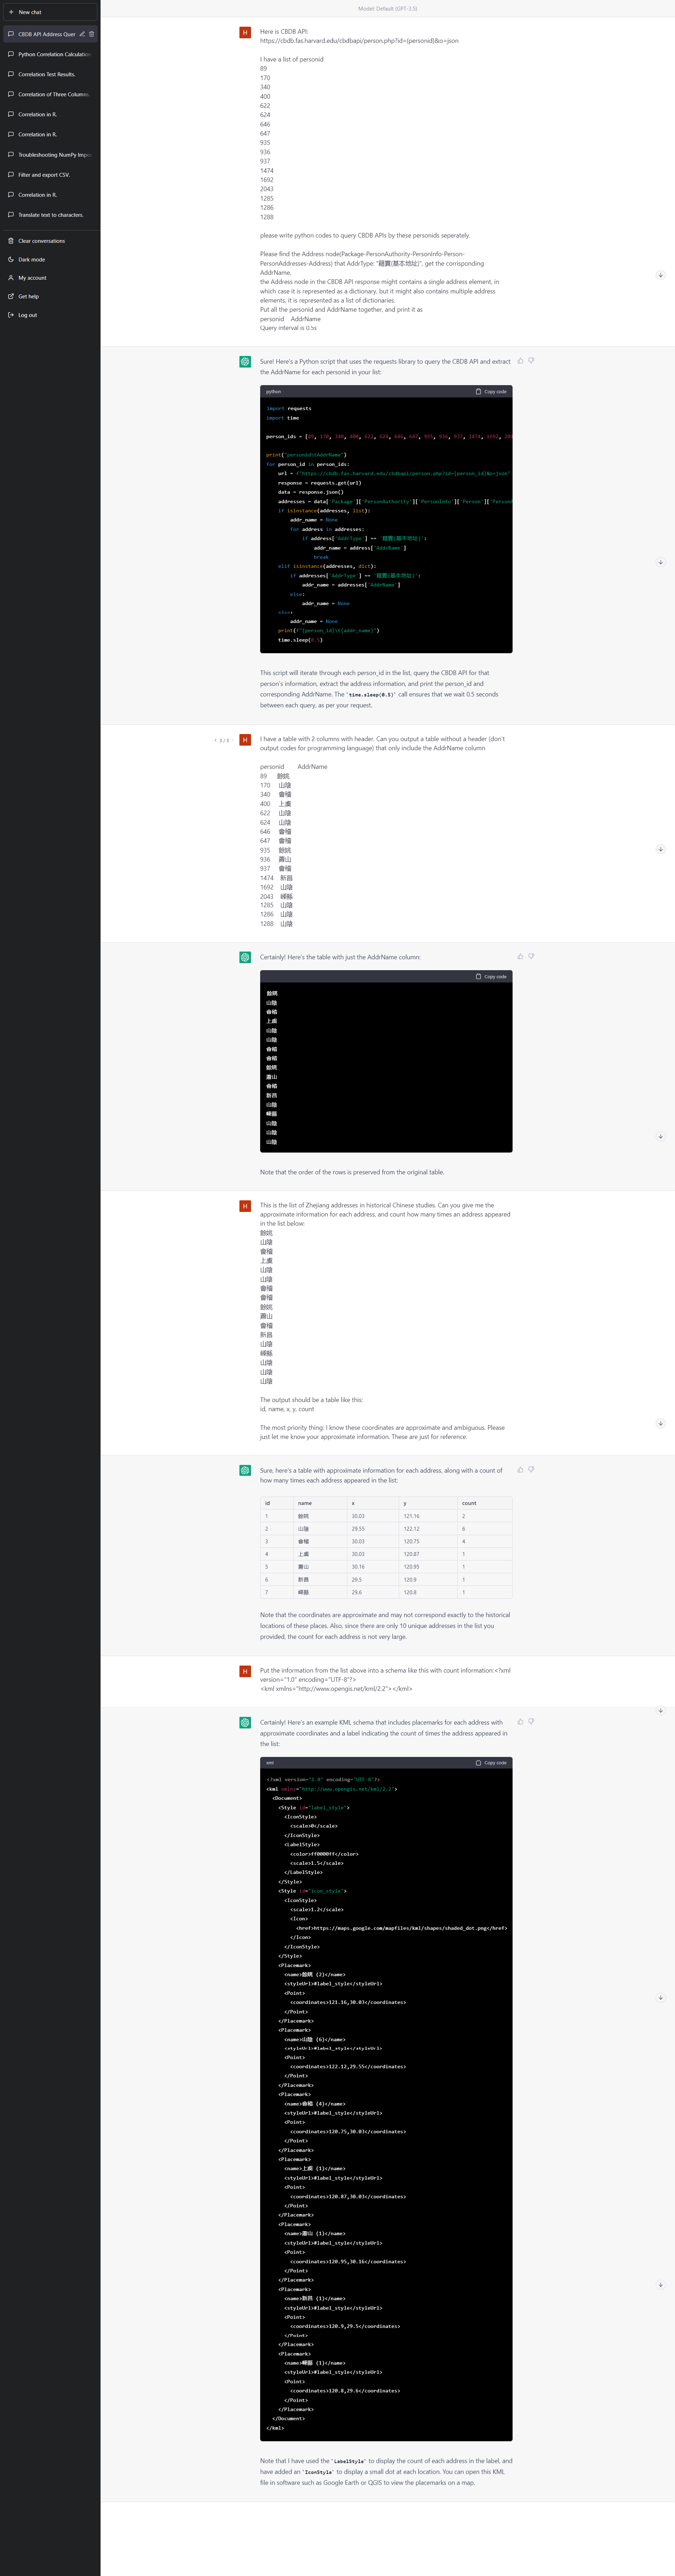 Model: Default (GPT-3.5)
New chat
CBDB API Address Quer
Python Correlation Calculation
Correlation Test Results.
Correlation of Three Columns
Correlation in R.
Correlation in R.
Troubleshooting NumPy Impo
Filter and export CSV.
Correlation in R.
Translate text to characters.
Clear conversations
Dark mode
My account
Get help
Log out
H
Here is CBDB API:
https://cbdb.fas.harvard.edu/cbdbapi/person.php?id={personid}&o=json
I have a list of personid
89
170
340
400
622
624
646
647
935
936
937
1474
1692
2043
1285
1286
1288
please write python codes to query CBDB APIs by these personids seperately.
Please find the Address node(Package-PersonAuthority-PersonInfo-Person-
PersonAddresses-Address) that AddrType: "籍貫(基本地址)", get the corrisponding
AddrName.
the Address node in the CBDB API response might contains a single address element, in
which case it is represented as a dictionary, but it might also contains multiple address
elements, it is represented as a list of dictionaries.
Put all the personid and AddrName together, and print it as
personid AddrName
Query interval is 0.5s
Sure! Here's a Python script that uses the requests library to query the CBDB API and extract
the AddrName for each personid in your list:
python
Copy code
import requests
import time
person_ids = [89, 170, 340, 400, 622, 624, 646, 647, 935, 936, 937, 1474, 1692, 204
print("personid\tAddrName")
for person_id in person_ids:
url = f"https://cbdb.fas.harvard.edu/cbdbapi/person.php?id={person_id}&o=json"
response = requests.get(url)
data = response.json()
addresses = data['Package']['PersonAuthority']['PersonInfo']['Person']['PersonA
if isinstance(addresses, list):
addr_name = None
for address in addresses:
if address['AddrType'] == '籍貫(基本地址)':
addr_name = address['AddrName']
break
elif isinstance(addresses, dict):
if addresses['AddrType'] == '籍貫(基本地址)':
addr_name = addresses['AddrName']
else:
addr_name = None
else:
addr_name = None
print(f"{person_id}\t{addr_name}")
time.sleep(0.5)
This script will iterate through each person_id in the list, query the CBDB API for that
person's information, extract the address information, and print the person_id and
corresponding AddrName. The `time.sleep(0.5)` call ensures that we wait 0.5 seconds
between each query, as per your request.
3 / 3
H
I have a table with 2 columns with header. Can you output a table without a header (don't
output codes for programming language) that only include the AddrName column
personid AddrName
89 餘姚
170 山陰
340 會稽
400 上虞
622 山陰
624 山陰
646 會稽
647 會稽
935 餘姚
936 蕭山
937 會稽
1474 新昌
1692 山陰
2043 嵊縣
1285 山陰
1286 山陰
1288 山陰
Certainly! Here's the table with just the AddrName column:
Copy code
餘姚
山陰
會稽
上虞
山陰
山陰
會稽
會稽
餘姚
蕭山
會稽
新昌
山陰
嵊縣
山陰
山陰
山陰
Note that the order of the rows is preserved from the original table.
H
This is the list of Zhejiang addresses in historical Chinese studies. Can you give me the
approximate information for each address, and count how many times an address appeared
in the list below:
餘姚
山陰
會稽
上虞
山陰
山陰
會稽
會稽
餘姚
蕭山
會稽
新昌
山陰
嵊縣
山陰
山陰
山陰
The output should be a table like this:
id, name, x, y, count
The most priority thing: I know these coordinates are approximate and ambiguous. Please
just let me know your approximate information. These are just for reference.
Sure, here's a table with approximate information for each address, along with a count of
how many times each address appeared in the list:
id name x y count
1 餘姚 30.03 121.16 2
2 山陰 29.55 122.12 6
3 會稽 30.03 120.75 4
4 上虞 30.03 120.87 1
5 蕭山 30.16 120.95 1
6 新昌 29.5 120.9 1
7 嵊縣 29.6 120.8 1
Note that the coordinates are approximate and may not correspond exactly to the historical
locations of these places. Also, since there are only 10 unique addresses in the list you
provided, the count for each address is not very large.
H
Put the information from the list above into a schema like this with count information:<?xml
version="1.0" encoding="UTF-8"?>
<kml xmlns="http://www.opengis.net/kml/2.2"></kml>
Certainly! Here's an example KML schema that includes placemarks for each address with
approximate coordinates and a label indicating the count of times the address appeared in
the list:
xml
Copy code
<?xml version="1.0" encoding="UTF-8"?>
<kml xmlns="http://www.opengis.net/kml/2.2">
<Document>
<Style id="label_style">
<IconStyle>
<scale>0</scale>
</IconStyle>
<LabelStyle>
<color>ff0000ff</color>
<scale>1.5</scale>
</LabelStyle>
</Style>
<Style id="icon_style">
<IconStyle>
<scale>1.2</scale>
<Icon>
<href>https://maps.google.com/mapfiles/kml/shapes/shaded_dot.png</href>
</Icon>
</IconStyle>
</Style>
<Placemark>
<name>餘姚 (2)</name>
<styleUrl>#label_style</styleUrl>
<Point>
<coordinates>121.16,30.03</coordinates>
</Point>
</Placemark>
<Placemark>
<name>山陰 (6)</name>
<styleUrl>#label_style</styleUrl>
<Point>
<coordinates>122.12,29.55</coordinates>
</Point>
</Placemark>
<Placemark>
<name>會稽 (4)</name>
<styleUrl>#label_style</styleUrl>
<Point>
<coordinates>120.75,30.03</coordinates>
</Point>
</Placemark>
<Placemark>
<name>上虞 (1)</name>
<styleUrl>#label_style</styleUrl>
<Point>
<coordinates>120.87,30.03</coordinates>
</Point>
</Placemark>
<Placemark>
<name>蕭山 (1)</name>
<styleUrl>#label_style</styleUrl>
<Point>
<coordinates>120.95,30.16</coordinates>
</Point>
</Placemark>
<Placemark>
<name>新昌 (1)</name>
<styleUrl>#label_style</styleUrl>
<Point>
<coordinates>120.9,29.5</coordinates>
</Point>
</Placemark>
<Placemark>
<name>嵊縣 (1)</name>
<styleUrl>#label_style</styleUrl>
<Point>
<coordinates>120.8,29.6</coordinates>
</Point>
</Placemark>
</Document>
</kml>
Note that I have used the `LabelStyle` to display the count of each address in the label, and
have added an `IconStyle` to display a small dot at each location. You can open this KML
file in software such as Google Earth or QGIS to view the placemarks on a map.